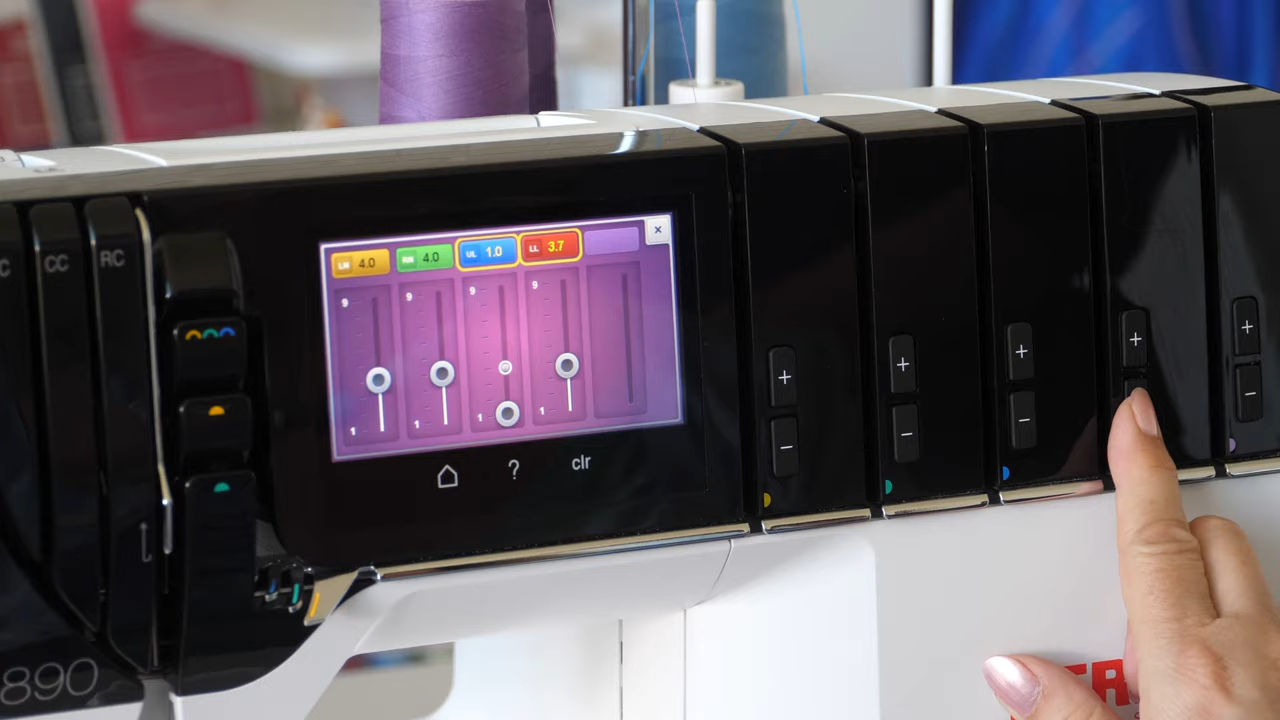 C
CC
RC
LN 4.0
RN 4.0
UL 1.0
LL 3.7
×
9
9
9
9
1
1
1
1
?
clr
+
+
+
+
+
−
−
−
−
890
ER